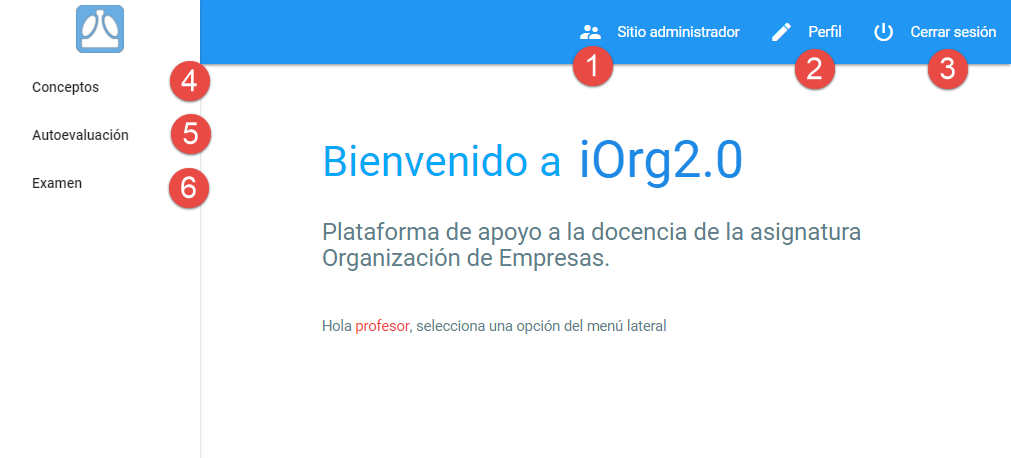 Sitio administrador Perfil Cerrar sesión
1 2 3
Conceptos 4
Autoevaluación 5
Examen 6
Bienvenido a iOrg2.0
Plataforma de apoyo a la docencia de la asignatura
Organización de Empresas.
Hola profesor, selecciona una opción del menú lateral